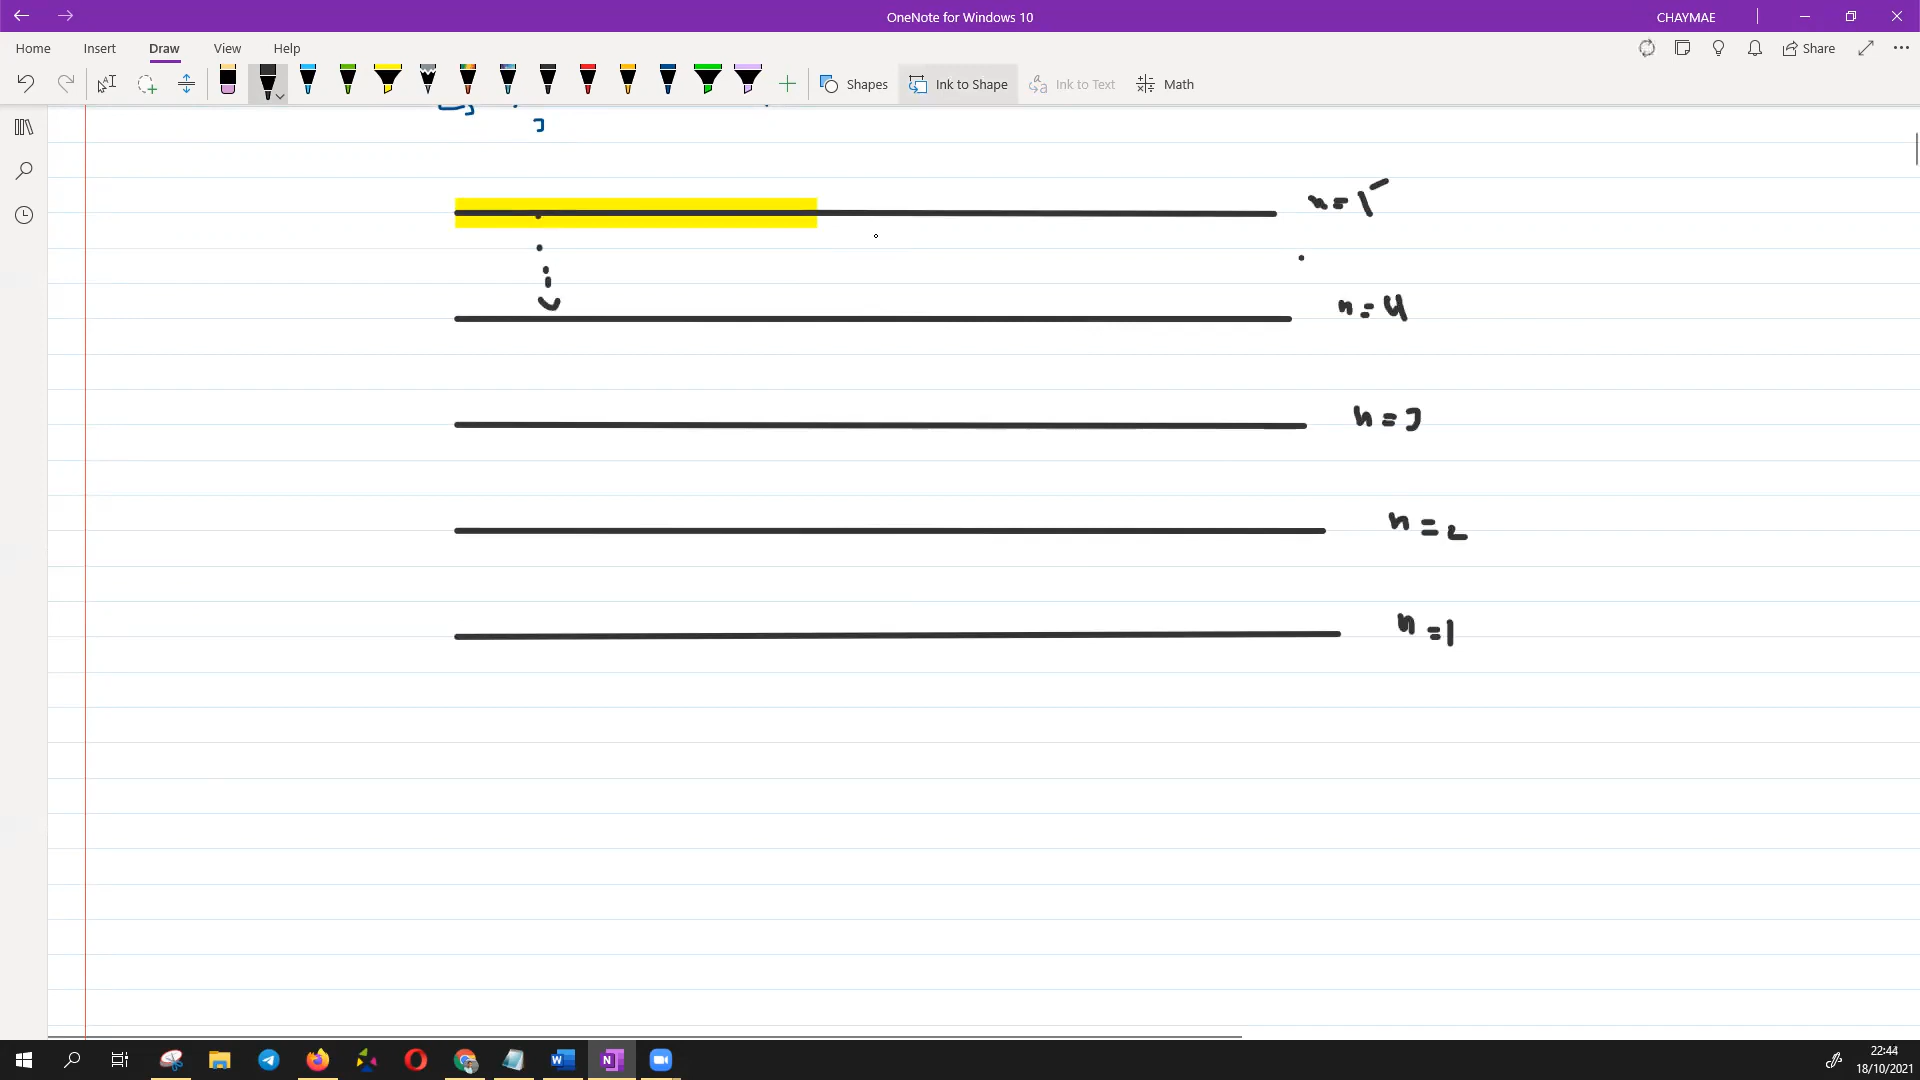 OneNote for Windows 10
CHAYMAE
Home Insert Draw View Help
Share
Shapes Ink to Shape Ink to Text Math
n = 4
n = 2
n = 1
22:44
18/10/2021